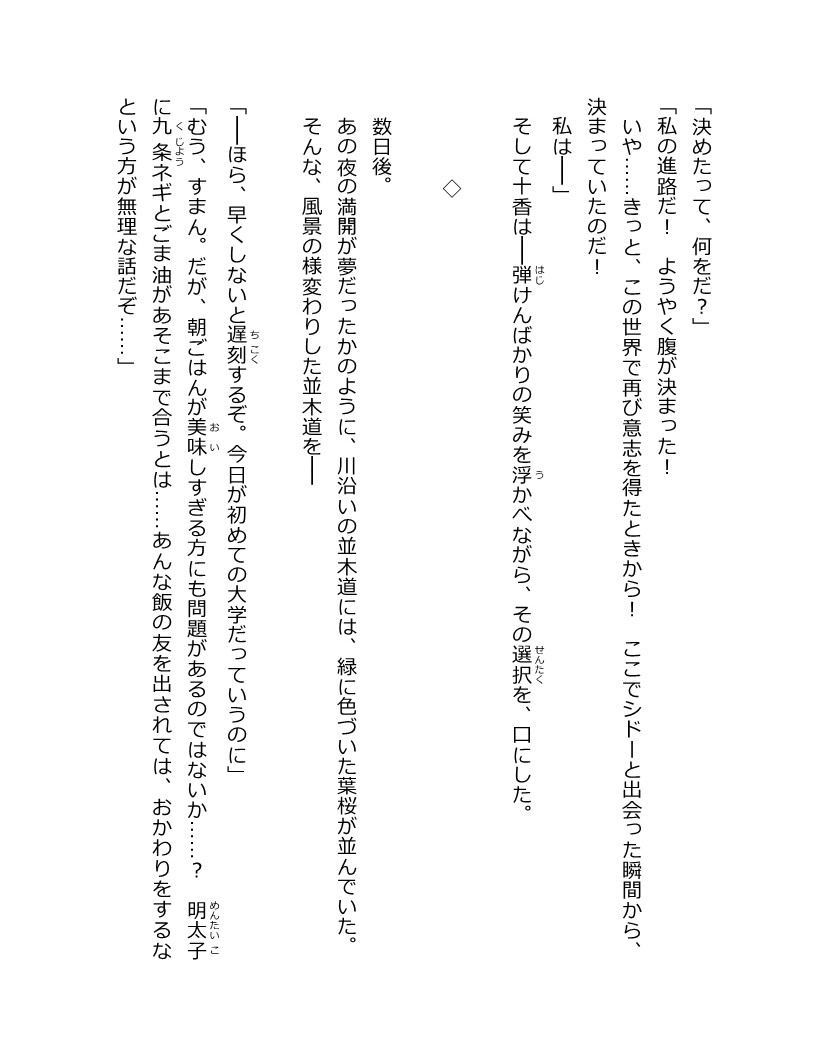 「決めたって、何をだ？」
「私の進路だ！　ようやく腹が決まった！
　いや……きっと、この世界で再び意志を得たときから！　ここでシドーと出会った瞬間から、
決まっていたのだ！
　私は――」
　そして十香は――弾けんばかりの笑みを浮かべながら、その選択を、口にした。
◇
　数日後。
　あの夜の満開が夢だったかのように、川沿いの並木道には、緑に色づいた葉桜が並んでいた。
　そんな、風景の様変わりした並木道を――
「――ほら、早くしないと遅刻するぞ。今日が初めての大学だっていうのに」
「むう、すまん。だが、朝ごはんが美味しすぎる方にも問題があるのではないか……？　明太子
に九条ネギとごま油があそこまで合うとは……あんな飯の友を出されては、おかわりをするな
という方が無理な話だぞ……」